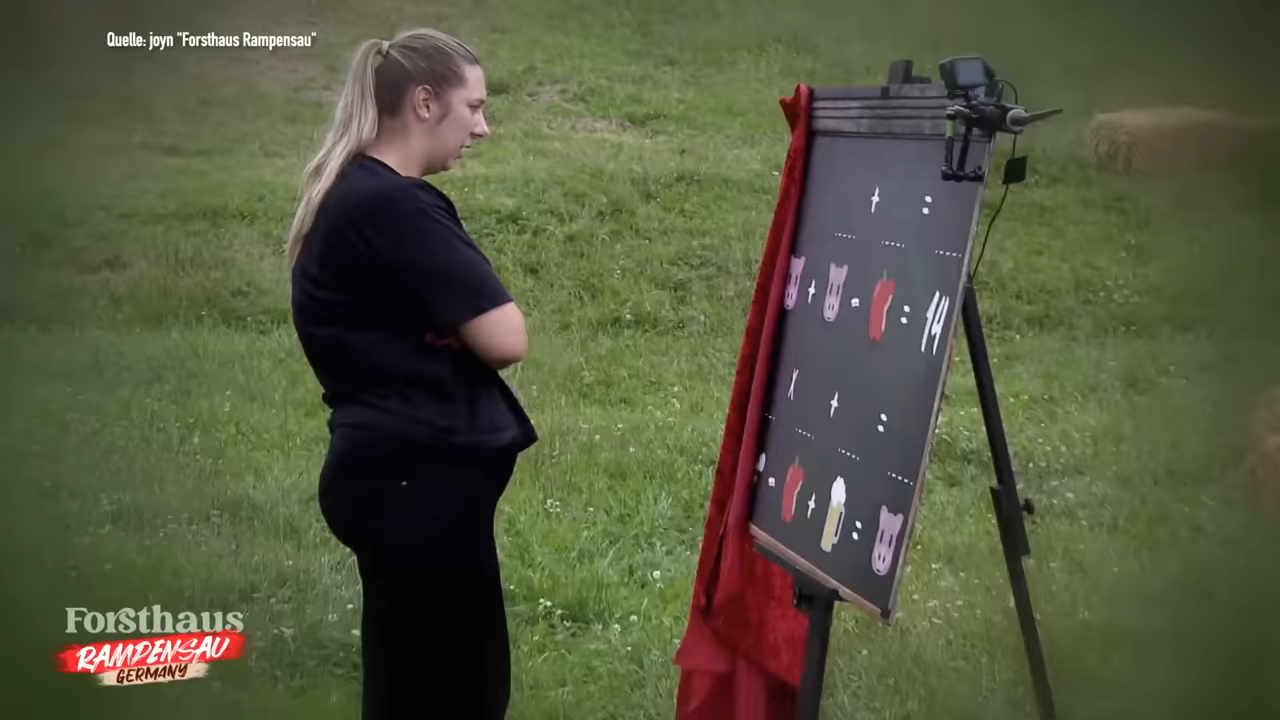 Quelle: joyn "Forsthaus Rampensau"
+ :
+ - : 14
x + :
- + :
Forsthaus
RAMPENSAU
GERMANY